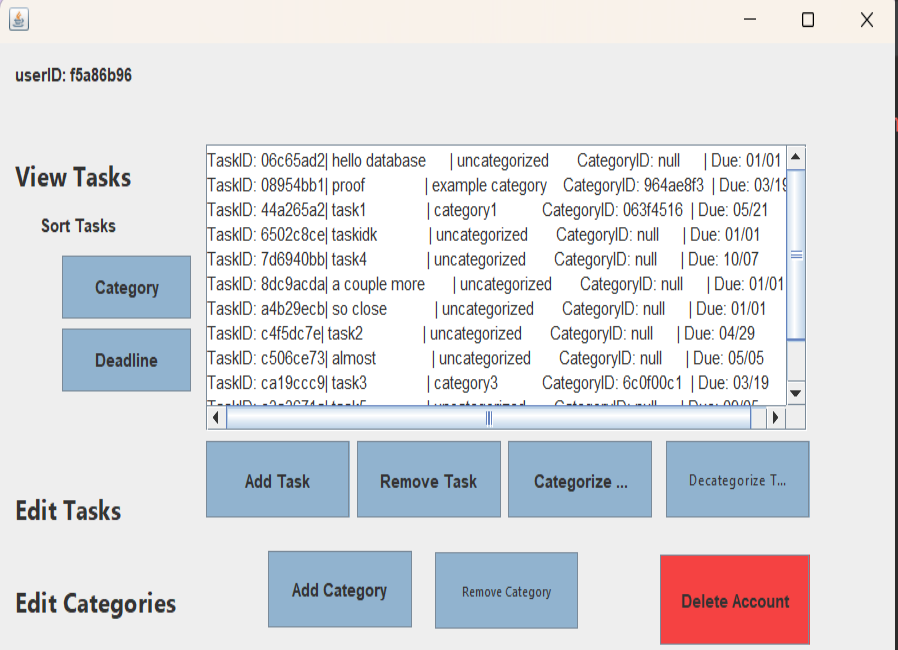 userID: f5a86b96
View Tasks
Sort Tasks
Category
Deadline
TaskID: 06c65ad2| hello database | uncategorized CategoryID: null | Due: 01/01
TaskID: 08954bb1| proof | example category CategoryID: 964ae8f3 | Due: 03/19
TaskID: 44a265a2| task1 | category1 CategoryID: 063f4516 | Due: 05/21
TaskID: 6502c8ce| taskidk | uncategorized CategoryID: null | Due: 01/01
TaskID: 7d6940bb| task4 | uncategorized CategoryID: null | Due: 10/07
TaskID: 8dc9acda| a couple more | uncategorized CategoryID: null | Due: 01/01
TaskID: a4b29ecb| so close | uncategorized CategoryID: null | Due: 01/01
TaskID: c4f5dc7e| task2 | uncategorized CategoryID: null | Due: 04/29
TaskID: c506ce73| almost | uncategorized CategoryID: null | Due: 05/05
TaskID: ca19ccc9| task3 | category3 CategoryID: 6c0f00c1 | Due: 03/19
Edit Tasks
Add Task
Remove Task
Categorize ...
Decategorize T...
Edit Categories
Add Category
Remove Category
Delete Account